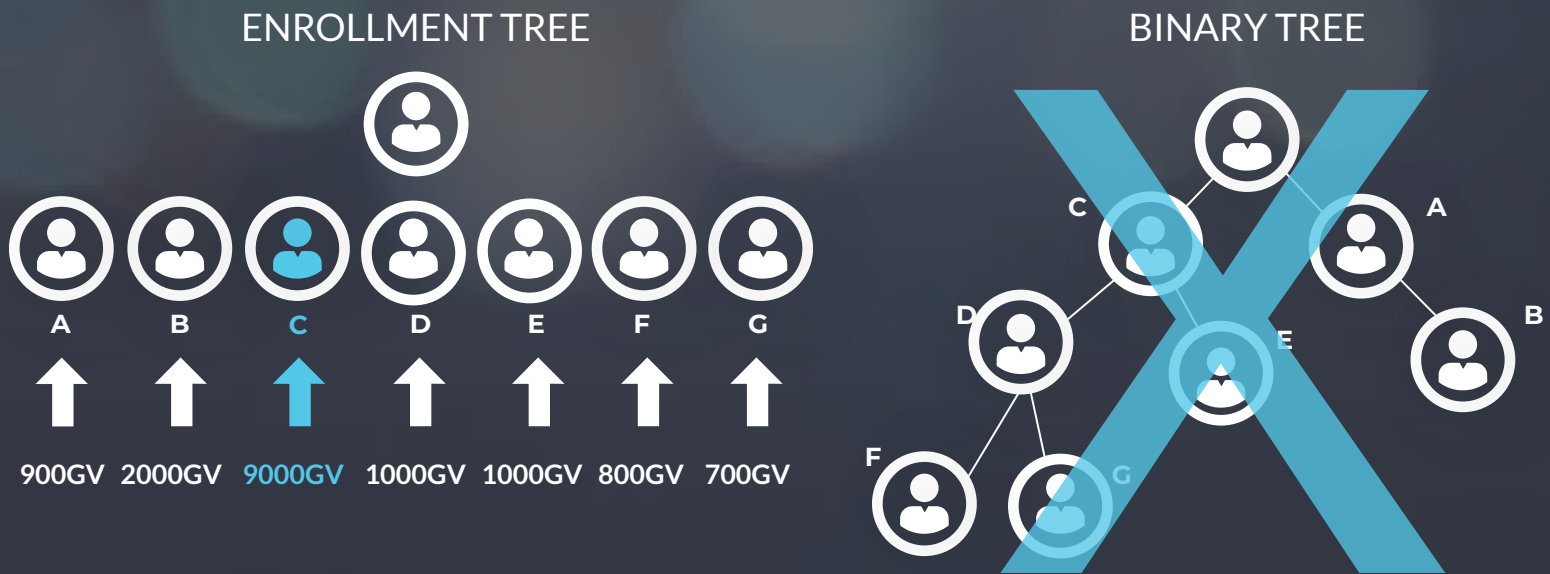 ENROLLMENT TREE
A B C D E F G
900GV 2000GV 9000GV 1000GV 1000GV 800GV 700GV
BINARY TREE
C A
D E B
F G